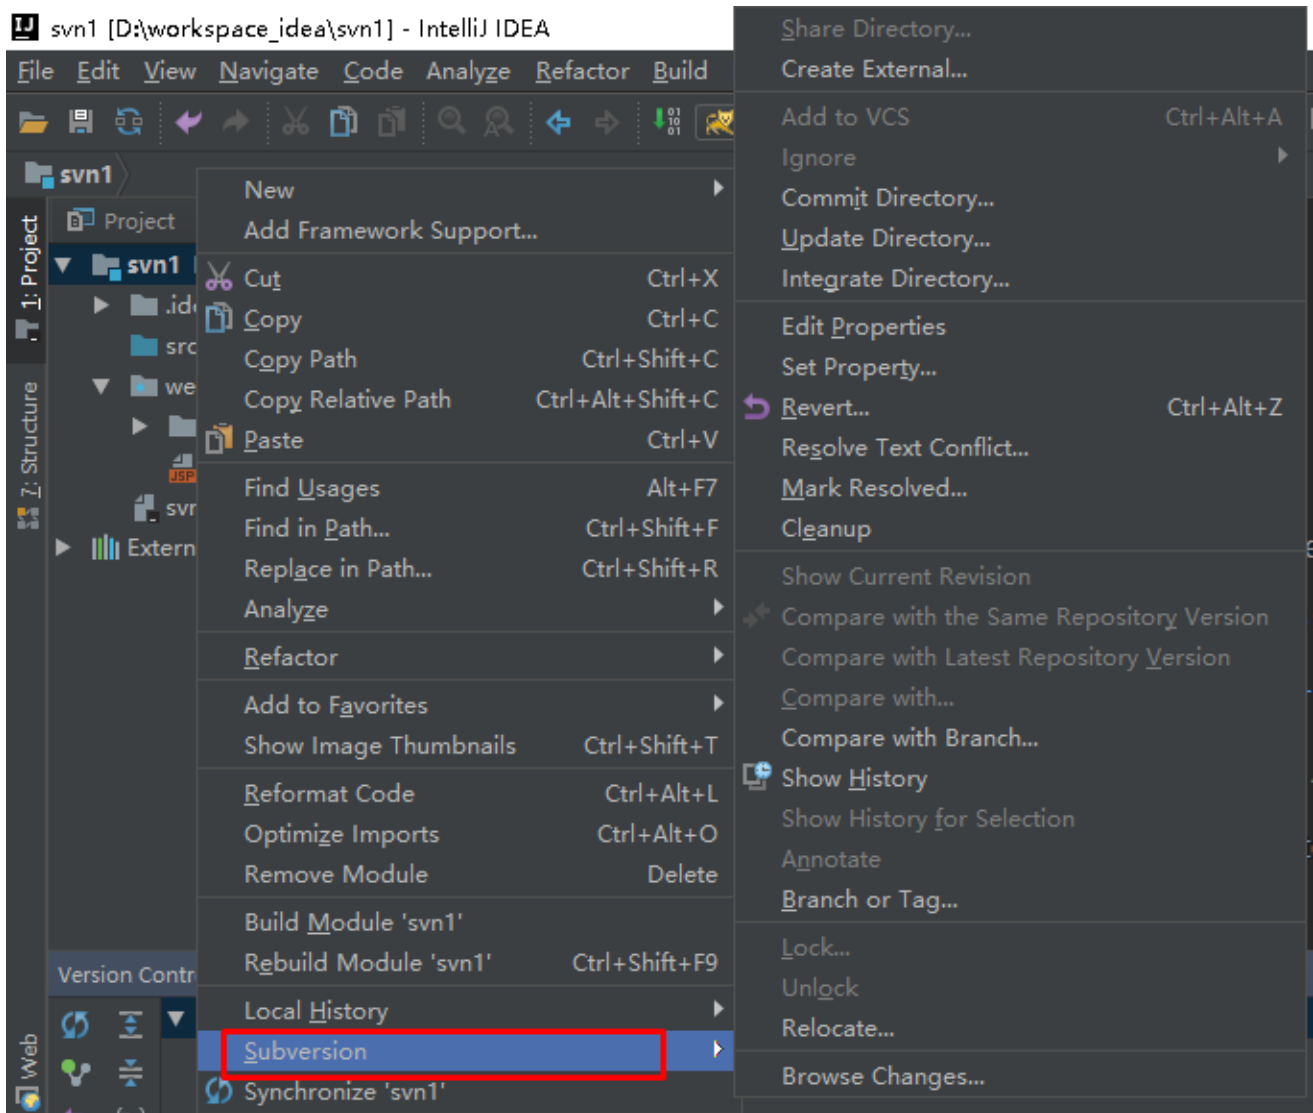 svn1 [D:\workspace_idea\svn1] - IntelliJ IDEA
File Edit View Navigate Code Analyze Refactor Build
svn1
1: Project
7: Structure
Web
Project
svn1
.ide
src
we
JSP
svn
Extern
Version Contr
New
Add Framework Support...
Cut Ctrl+X
Copy Ctrl+C
Copy Path Ctrl+Shift+C
Copy Relative Path Ctrl+Alt+Shift+C
Paste Ctrl+V
Find Usages Alt+F7
Find in Path... Ctrl+Shift+F
Replace in Path... Ctrl+Shift+R
Analyze
Refactor
Add to Favorites
Show Image Thumbnails Ctrl+Shift+T
Reformat Code Ctrl+Alt+L
Optimize Imports Ctrl+Alt+O
Remove Module Delete
Build Module 'svn1'
Rebuild Module 'svn1' Ctrl+Shift+F9
Local History
Subversion
Synchronize 'svn1'
Share Directory...
Create External...
Add to VCS Ctrl+Alt+A
Ignore
Commit Directory...
Update Directory...
Integrate Directory...
Edit Properties
Set Property...
Revert... Ctrl+Alt+Z
Resolve Text Conflict...
Mark Resolved...
Cleanup
Show Current Revision
Compare with the Same Repository Version
Compare with Latest Repository Version
Compare with...
Compare with Branch...
Show History
Show History for Selection
Annotate
Branch or Tag...
Lock...
Unlock
Relocate...
Browse Changes...